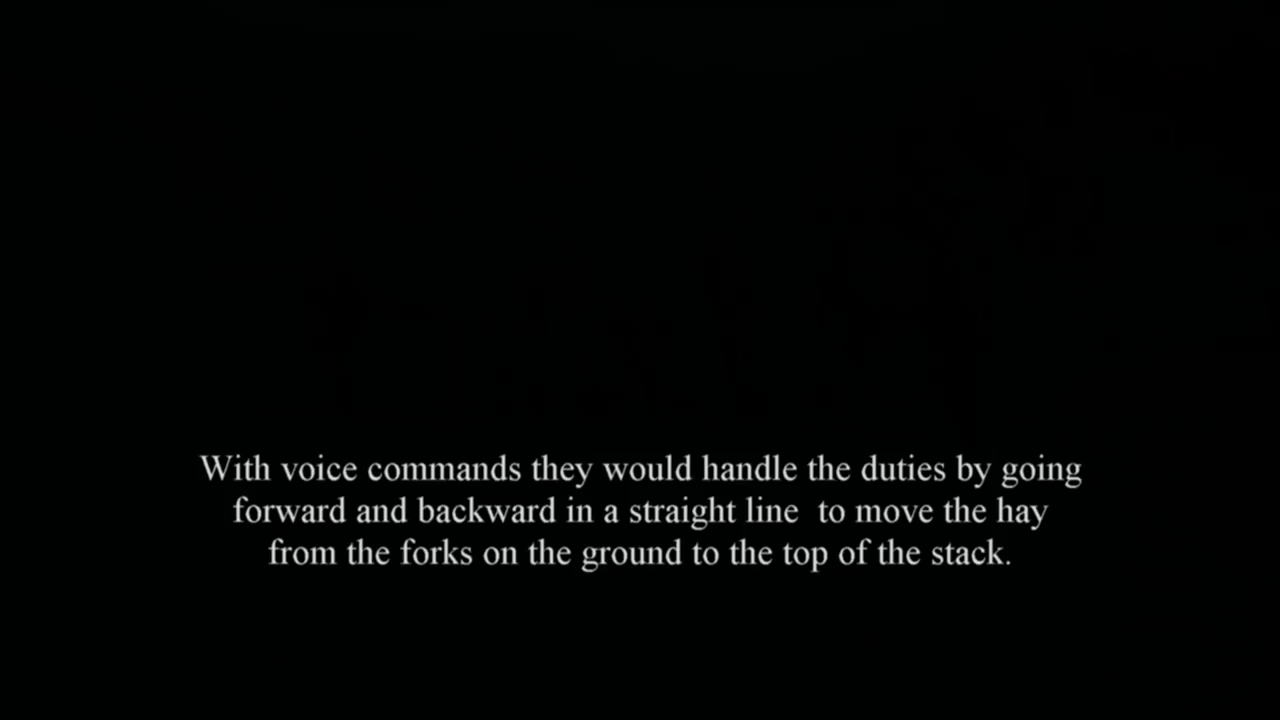 With voice commands they would handle the duties by going
forward and backward in a straight line  to move the hay
from the forks on the ground to the top of the stack.